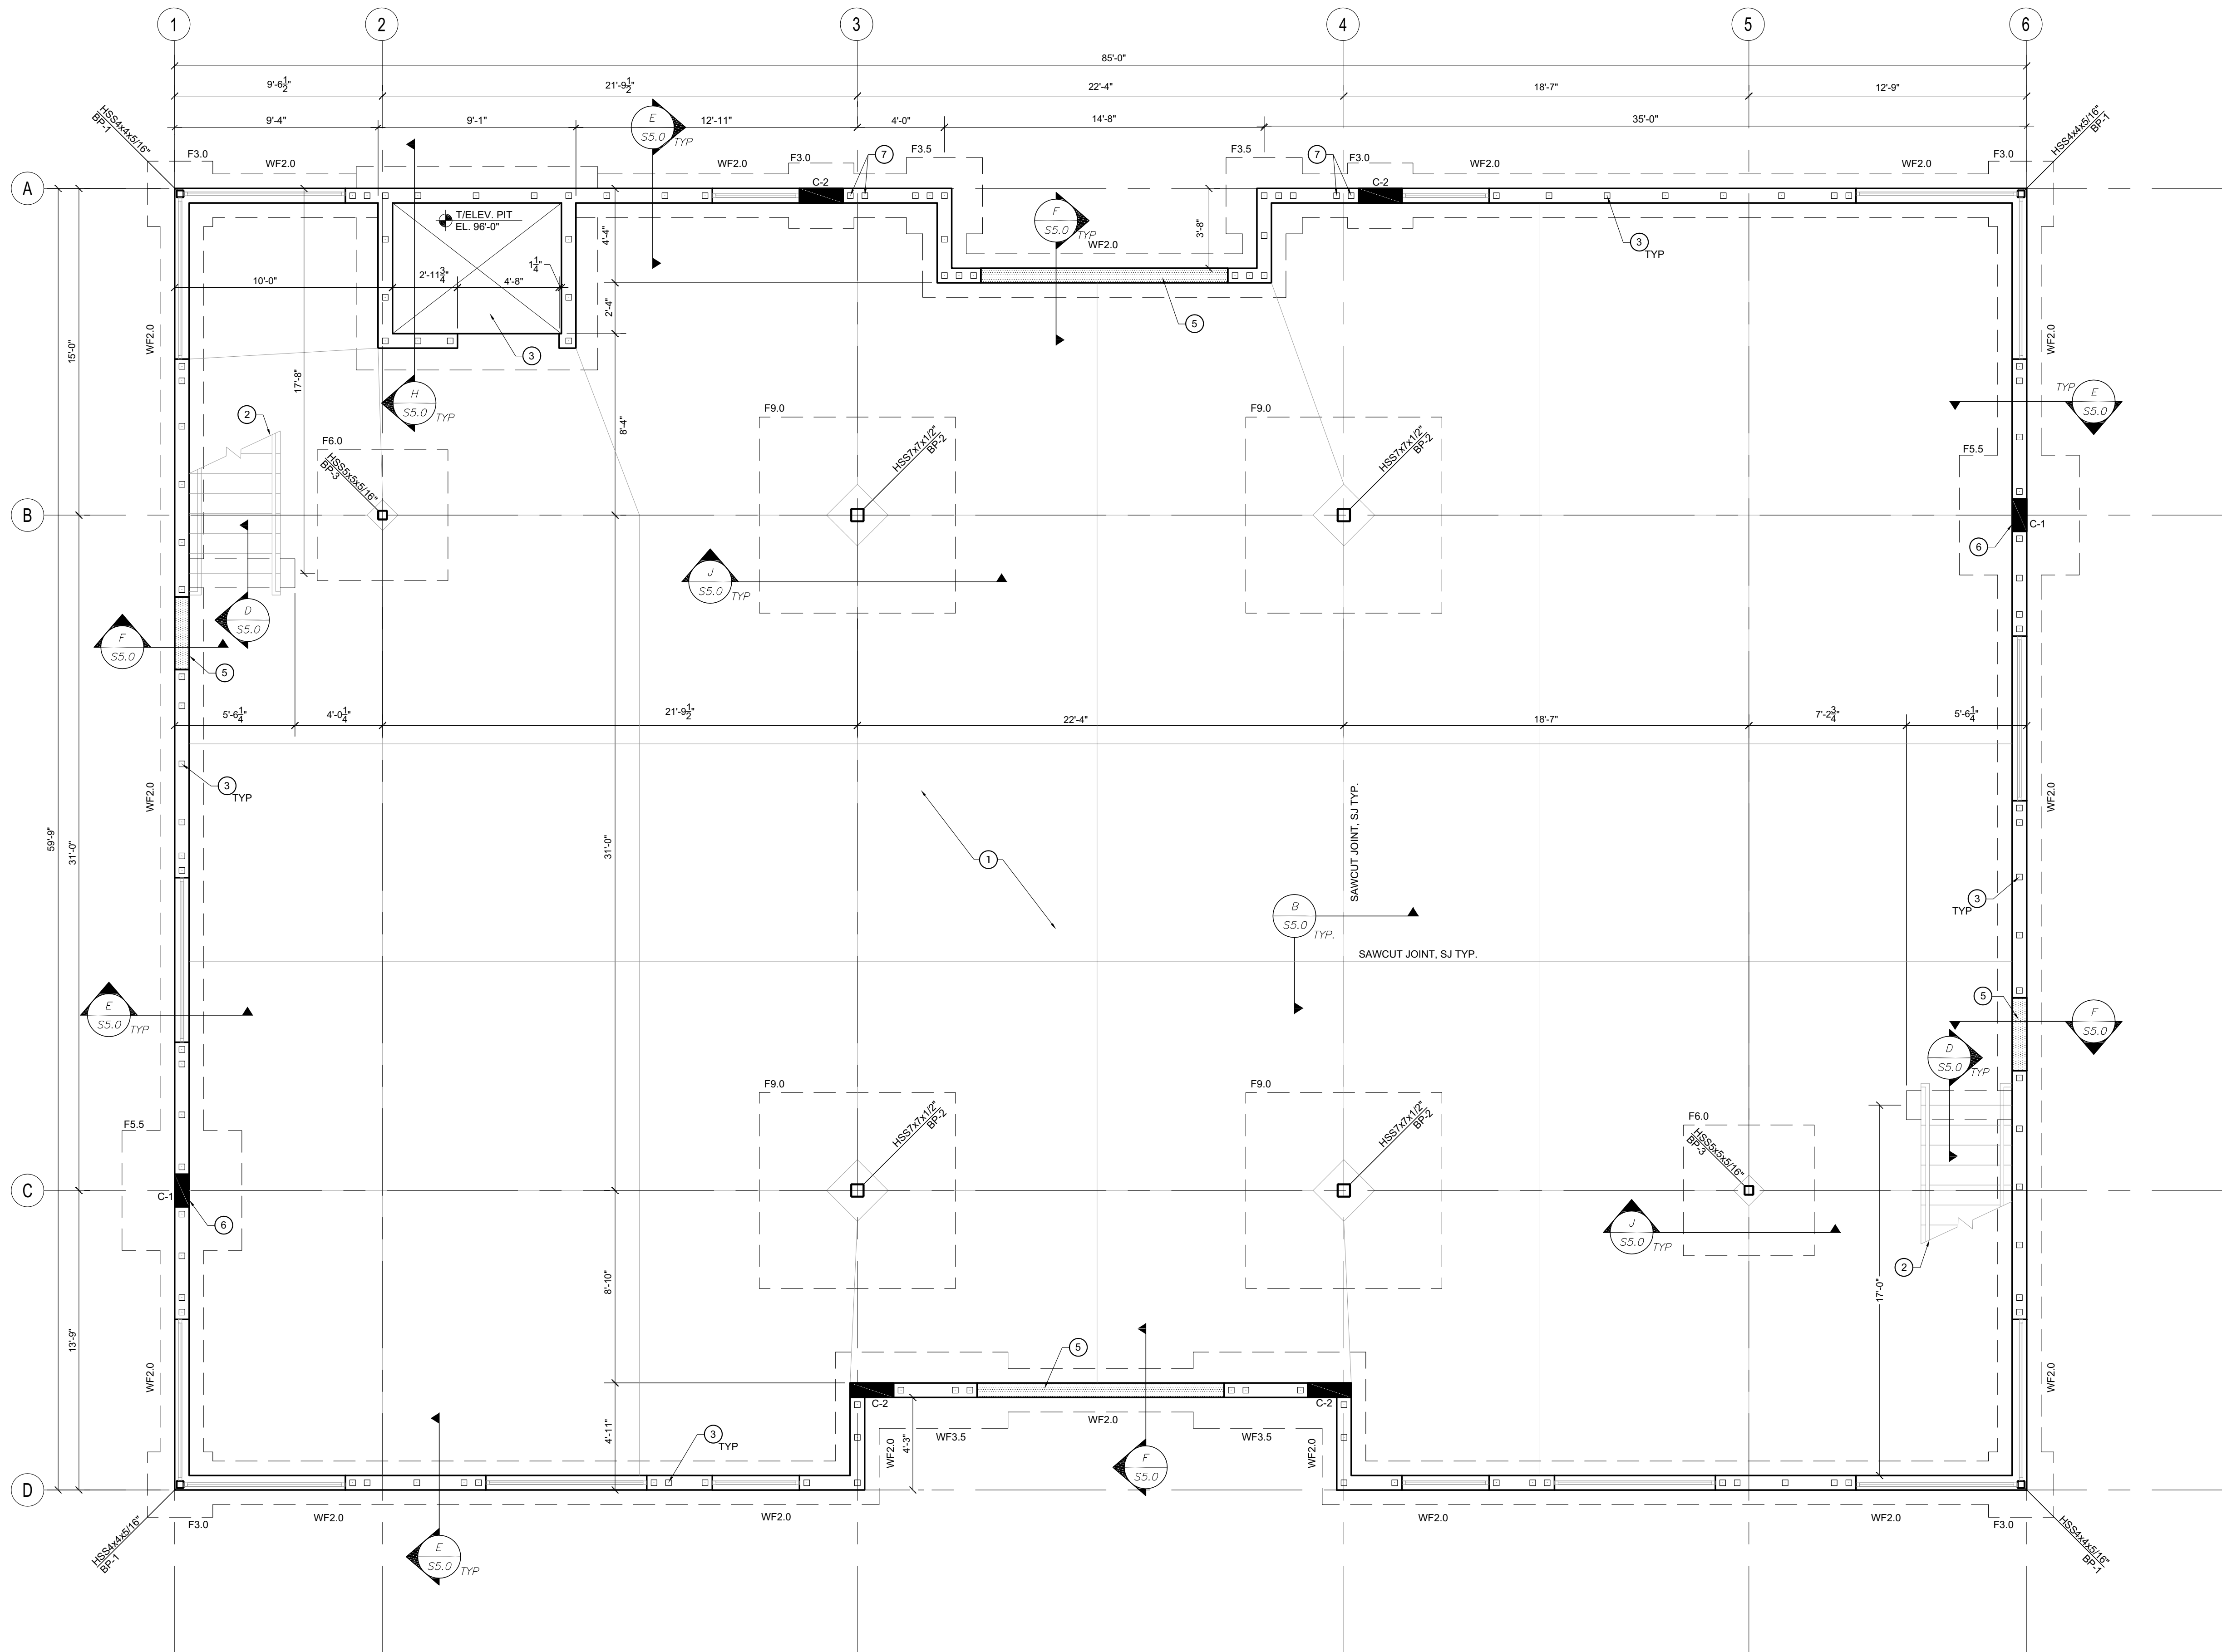 1
2
3
4
5
6
85'-0"
9'-6 1/2"
21'-9 1/2"
22'-4"
18'-7"
12'-9"
9'-4"
9'-1"
12'-11"
4'-0"
14'-8"
35'-0"
E
S5.0
TYP
HSS4x4x5/16"
BP-1
HSS4x4x5/16"
BP-1
F3.0
WF2.0
WF2.0
F3.0
7
F3.5
F3.5
7
F3.0
WF2.0
WF2.0
F3.0
A
C-2
C-2
T/ELEV. PIT
EL. 96'-0"
F
S5.0
TYP
WF2.0
3'-8"
3
TYP
4'-4"
1 1/4"
2'-11 3/4"
10'-0"
4'-8"
2'-4"
5
3
WF2.0
15'-0"
17'-8"
WF2.0
H
S5.0
TYP
TYP
E
S5.0
2
F6.0
HSS5x5x5/16"
BP-3
8'-4"
F9.0
HSS7x7x1/2"
BP-2
F9.0
HSS7x7x1/2"
BP-2
F5.5
B
C-1
6
J
S5.0
TYP
D
S5.0
F
S5.0
5
5'-6 1/4"
4'-0 1/4"
21'-9 1/2"
22'-4"
18'-7"
7'-2 3/4"
5'-6 1/4"
3
TYP
WF2.0
WF2.0
59'-9"
31'-0"
31'-0"
1
SAWCUT JOINT, SJ TYP.
B
S5.0
TYP.
SAWCUT JOINT, SJ TYP.
3
TYP
E
S5.0
TYP
5
F
S5.0
D
S5.0
TYP
F5.5
F9.0
HSS7x7x1/2"
BP-2
F9.0
HSS7x7x1/2"
BP-2
F6.0
HSS5x5x5/16"
BP-3
C
C-1
6
J
S5.0
TYP
2
17'-0"
8'-10"
13'-9"
WF2.0
WF2.0
5
C-2
C-2
4'-11"
WF2.0
4'-3"
WF3.5
WF2.0
WF3.5
WF2.0
3
TYP
F
S5.0
D
F3.0
WF2.0
WF2.0
WF2.0
WF2.0
F3.0
HSS4x4x5/16"
BP-1
E
S5.0
TYP
HSS4x4x5/16"
BP-1